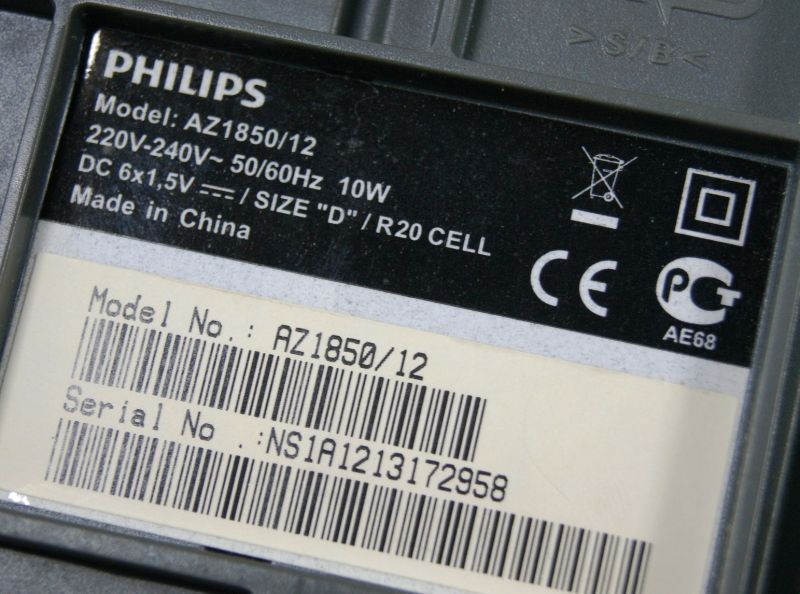 >S/B<
PHILIPS
Model: AZ1850/12
220V-240V~ 50/60Hz 10W
DC 6x1,5V ⎓ / SIZE "D" / R20 CELL
Made in China
CE
PCT
AE68
Model No.: AZ1850/12
Serial No .:NS1A1213172958